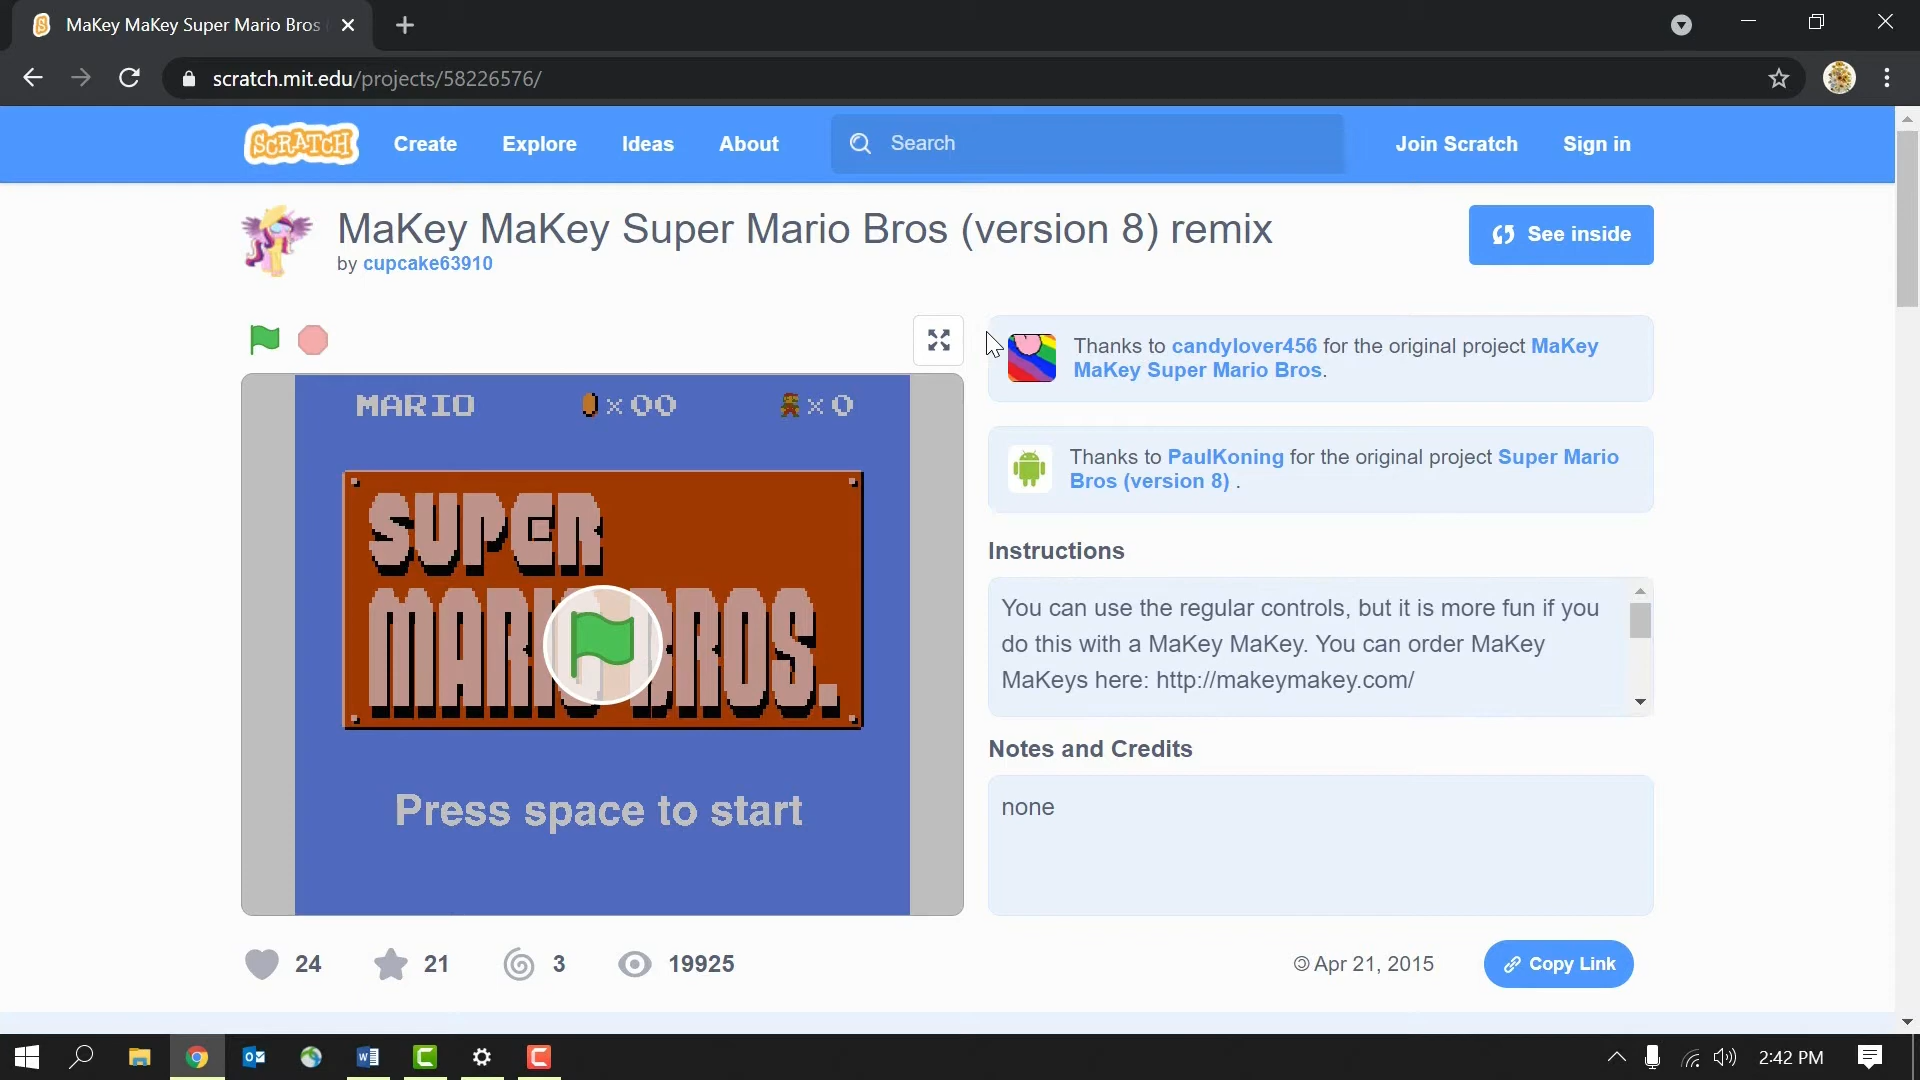 MaKey MaKey Super Mario Bros
scratch.mit.edu/projects/58226576/
SCRATCH
Create
Explore
Ideas
About
Search
Join Scratch
Sign in
MaKey MaKey Super Mario Bros (version 8) remix
by cupcake63910
See inside
MARIO
×00
×0
SUPER
MARIO BROS.
Press space to start
Thanks to candylover456 for the original project MaKey
MaKey Super Mario Bros.
Thanks to PaulKoning for the original project Super Mario
Bros (version 8) .
Instructions
You can use the regular controls, but it is more fun if you
do this with a MaKey MaKey. You can order MaKey
MaKeys here: http://makeymakey.com/
Notes and Credits
none
24
21
3
19925
© Apr 21, 2015
Copy Link
2:42 PM